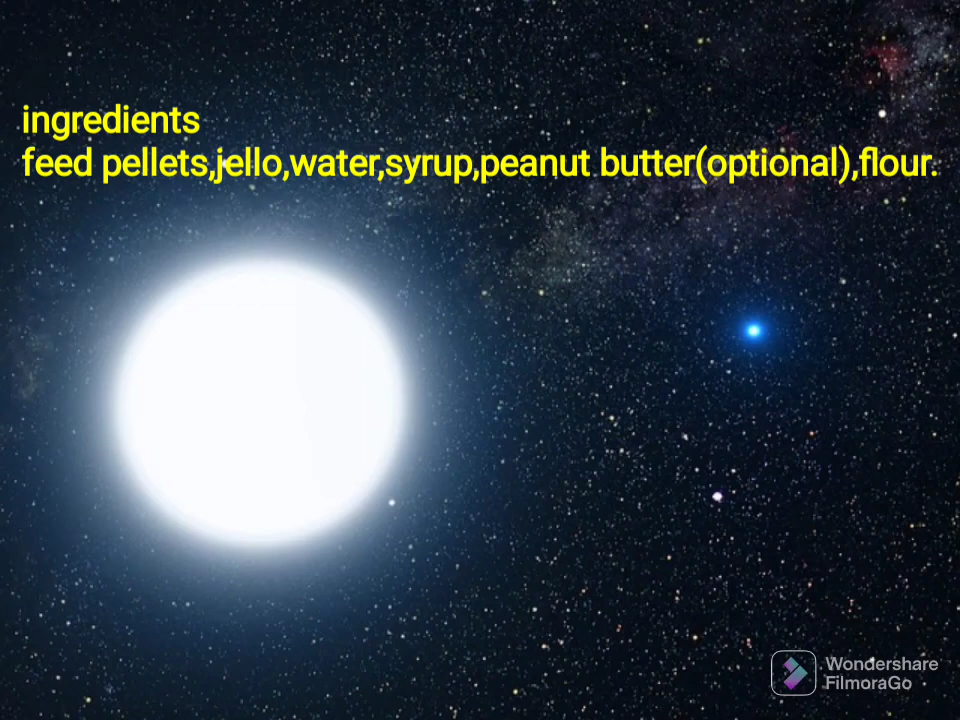 ingredients
feed pellets,jello,water,syrup,peanut butter(optional),flour.
Wondershare
FilmoraGo